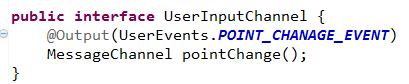 public interface UserInputChannel {
    @Output(UserEvents.POINT_CHANAGE_EVENT)
    MessageChannel pointChange();
}